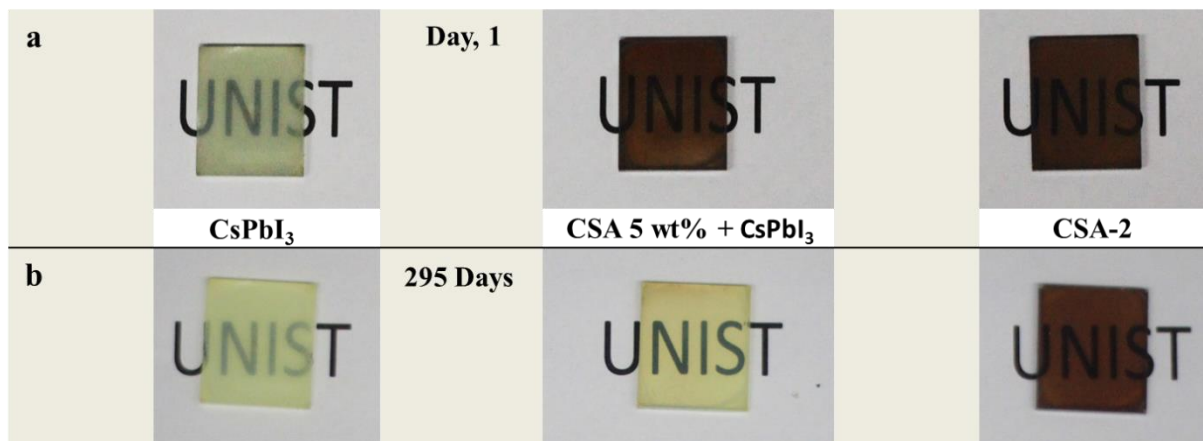 a
Day, 1
UNIST
UNIST
UNIST
CsPbI₃
CSA 5 wt% + CsPbI₃
CSA-2
b
295 Days
UNIST
UNIST
UNIST